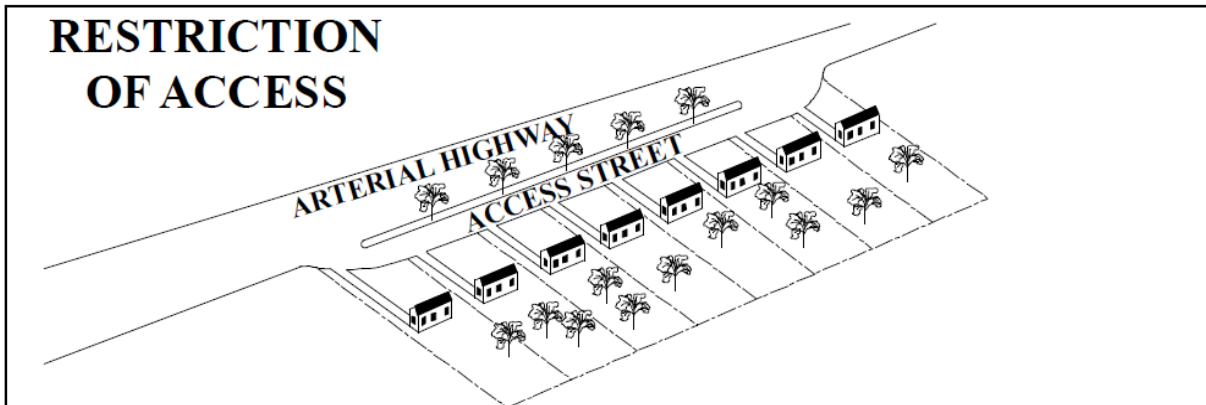 RESTRICTION
OF ACCESS
ARTERIAL HIGHWAY
ACCESS STREET